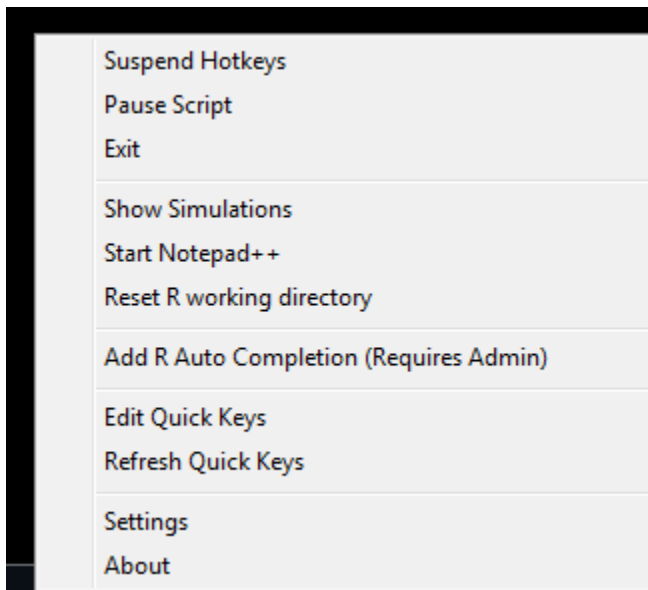 Suspend Hotkeys
Pause Script
Exit
Show Simulations
Start Notepad++
Reset R working directory
Add R Auto Completion (Requires Admin)
Edit Quick Keys
Refresh Quick Keys
Settings
About